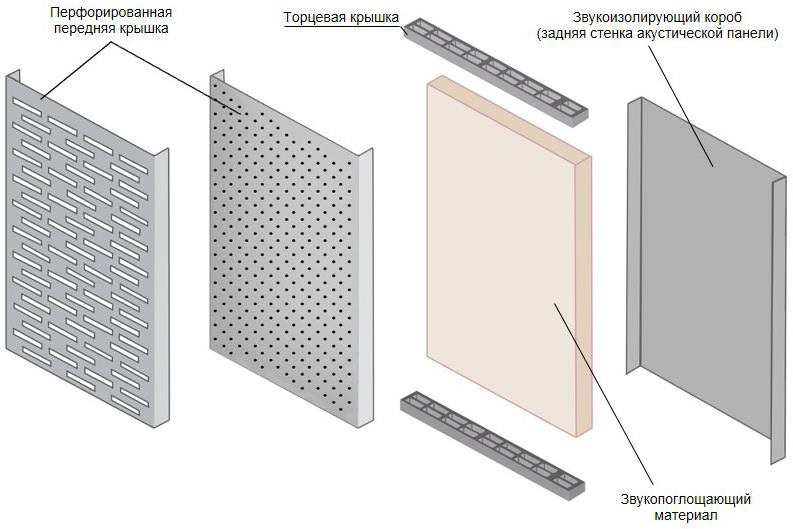 Перфорированная
передняя крышка
Торцевая крышка
Звукоизолирующий короб
(задняя стенка акустической панели)
Звукопоглощающий
материал